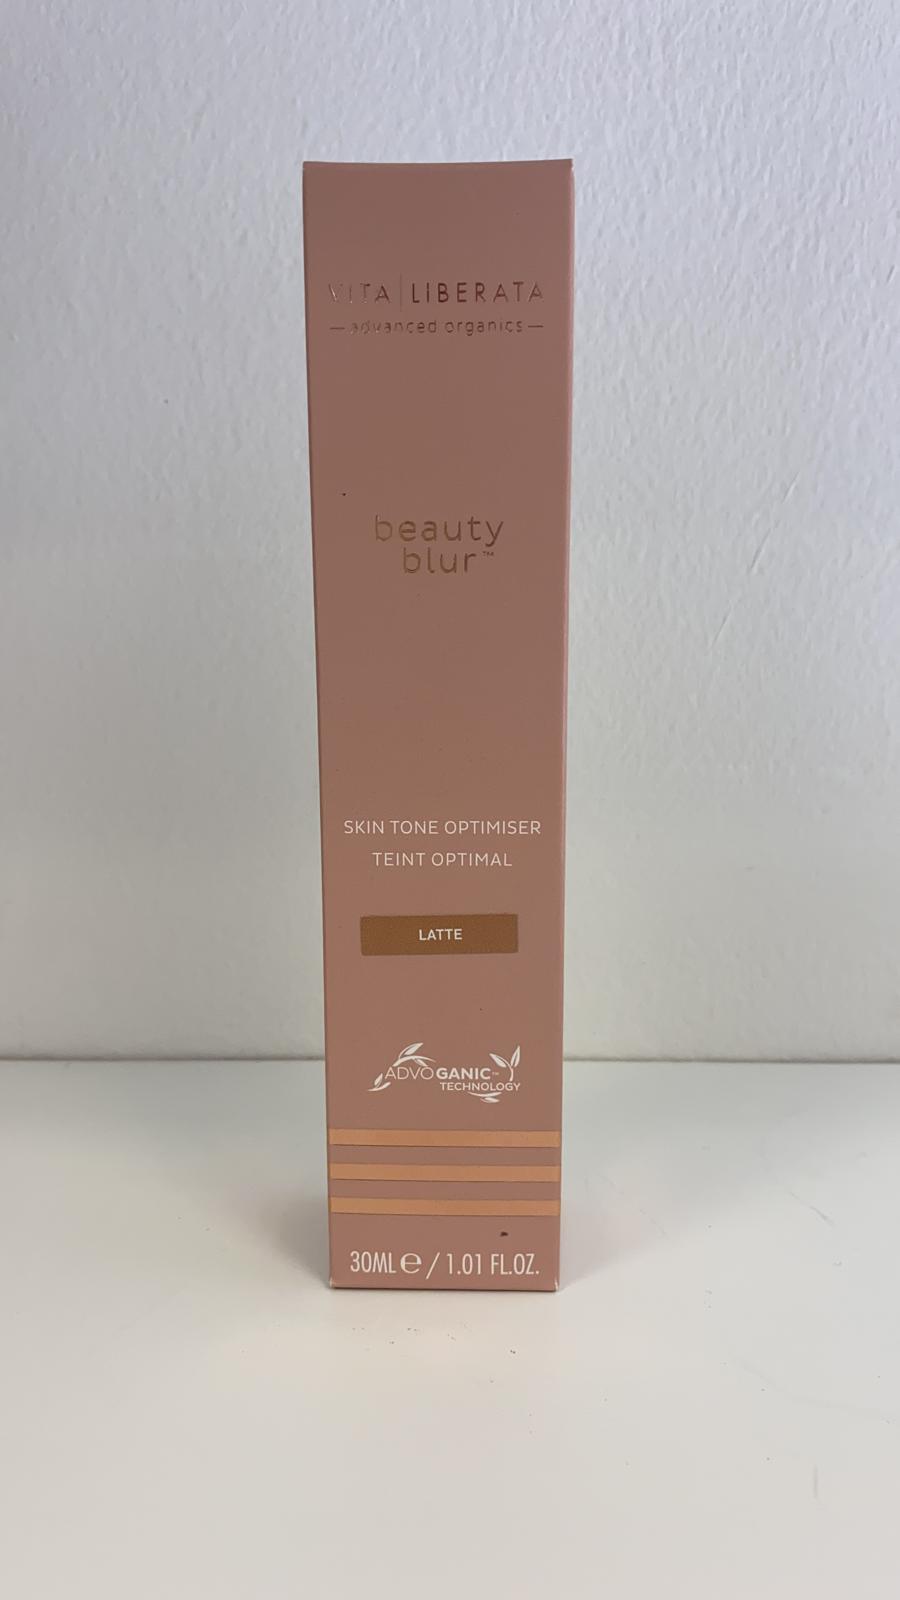 VITA | LIBERATA
— advanced organics —
beauty
blur™
SKIN TONE OPTIMISER
TEINT OPTIMAL
LATTE
ADVOGANIC™
TECHNOLOGY
30ML ℮ / 1.01 FL.OZ.